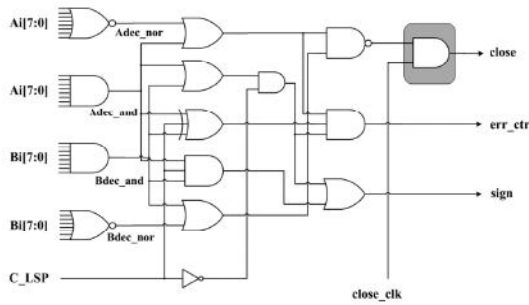 Ai[7:0]
Adec_nor
close
Ai[7:0]
Adec_and
err_ctr
Bi[7:0]
Bdec_and
sign
Bi[7:0]
Bdec_nor
C_LSP
close_clk